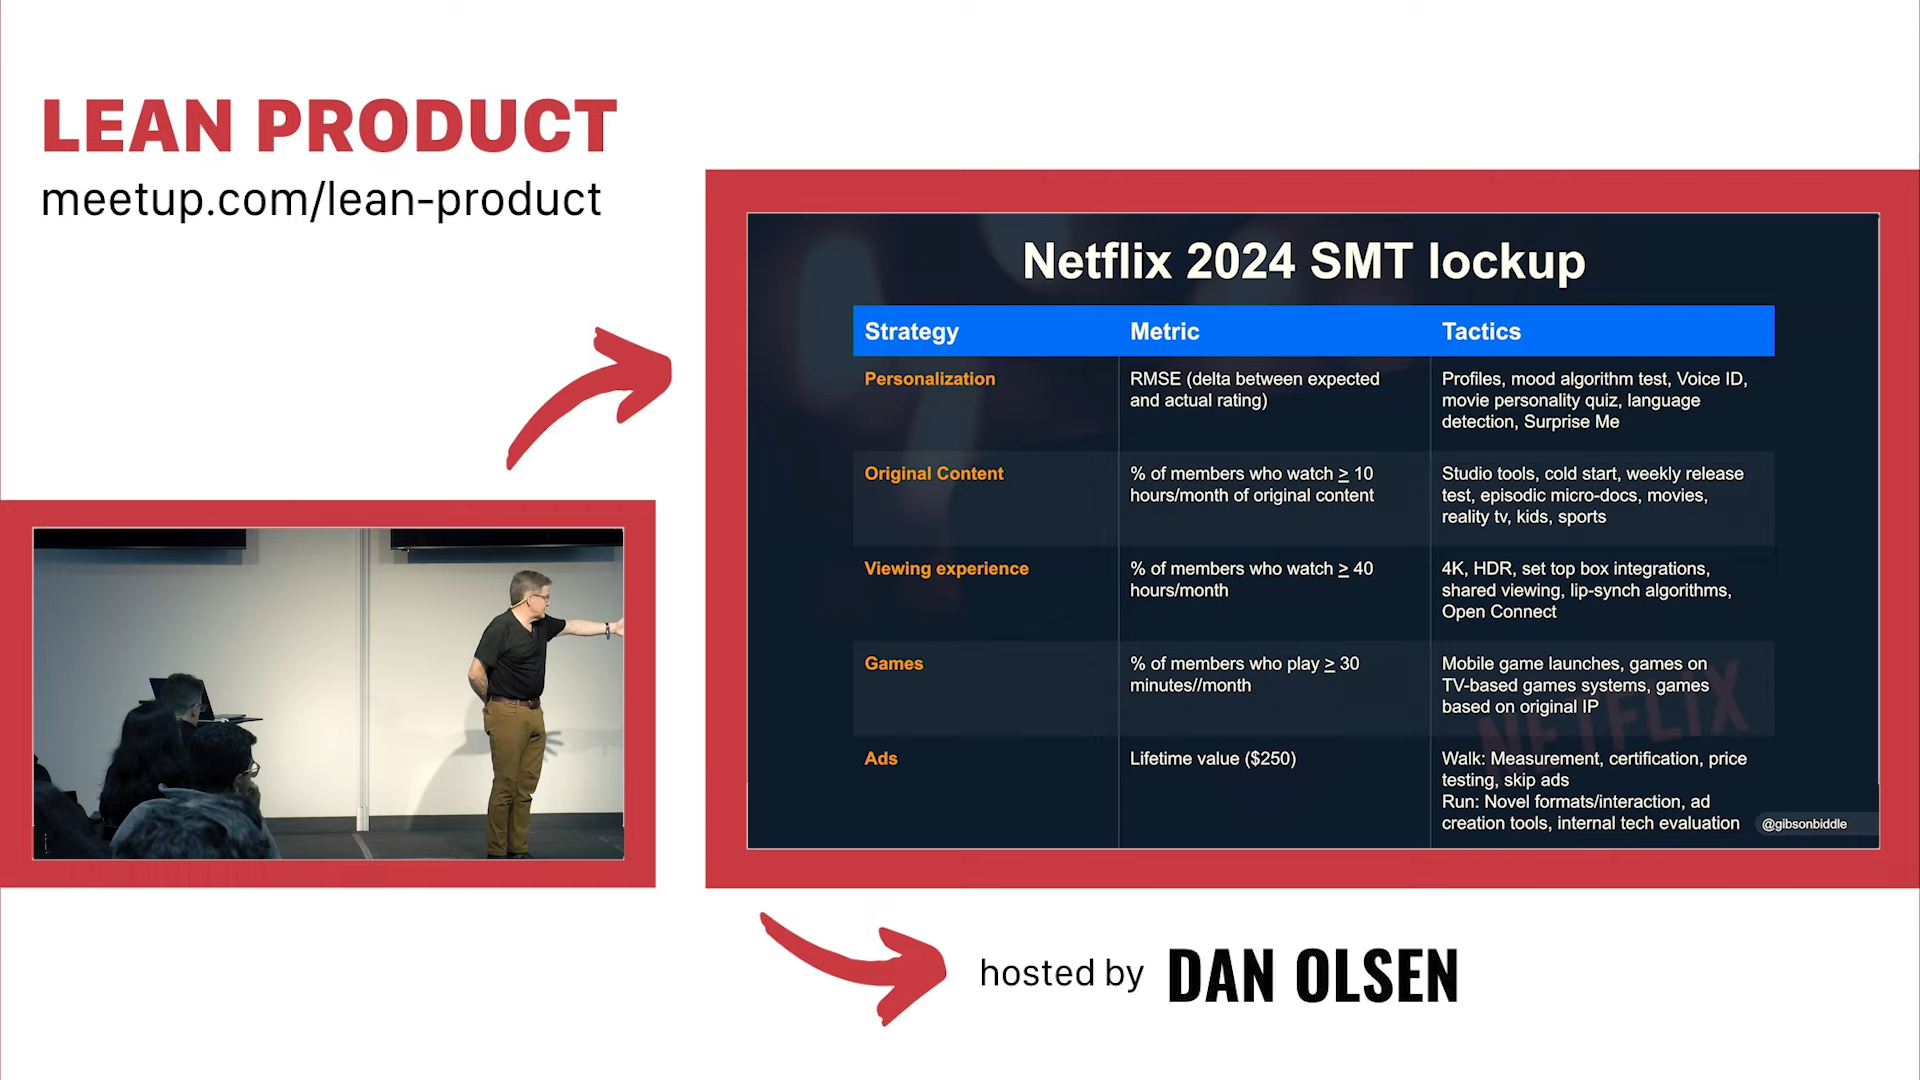 LEAN PRODUCT
meetup.com/lean-product
Netflix 2024 SMT lockup
Strategy
Metric
Tactics
Personalization
RMSE (delta between expected
and actual rating)
Profiles, mood algorithm test, Voice ID,
movie personality quiz, language
detection, Surprise Me
Original Content
% of members who watch ≥ 10
hours/month of original content
Studio tools, cold start, weekly release
test, episodic micro-docs, movies,
reality tv, kids, sports
Viewing experience
% of members who watch ≥ 40
hours/month
4K, HDR, set top box integrations,
shared viewing, lip-synch algorithms,
Open Connect
Games
% of members who play ≥ 30
minutes//month
Mobile game launches, games on
TV-based games systems, games
based on original IP
NETFLIX
Ads
Lifetime value ($250)
Walk: Measurement, certification, price
testing, skip ads
Run: Novel formats/interaction, ad
creation tools, internal tech evaluation
@gibsonbiddle
hosted by DAN OLSEN